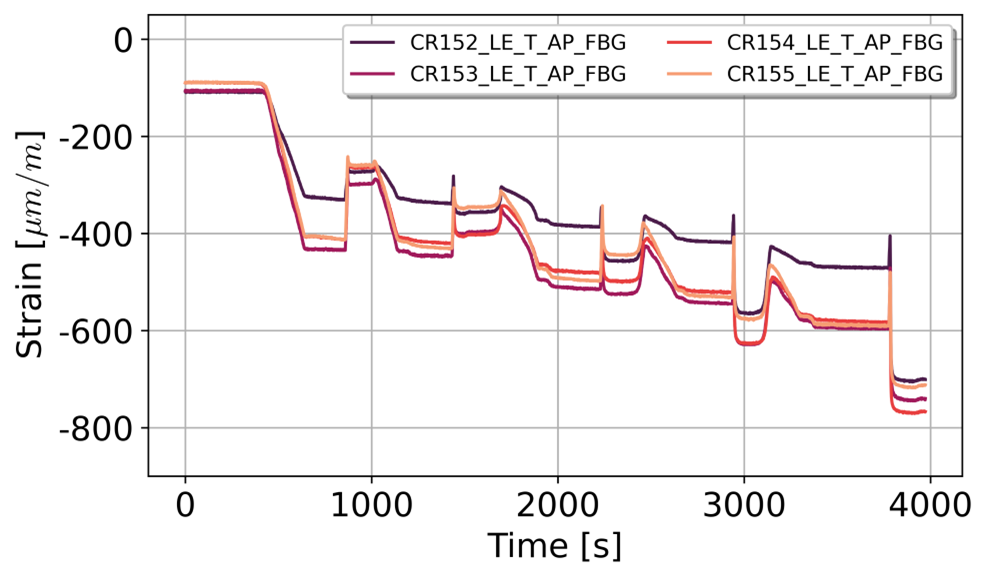 CR152_LE_T_AP_FBG
CR153_LE_T_AP_FBG
CR154_LE_T_AP_FBG
CR155_LE_T_AP_FBG
Strain [μm/m]
0
-200
-400
-600
-800
0 1000 2000 3000 4000
Time [s]